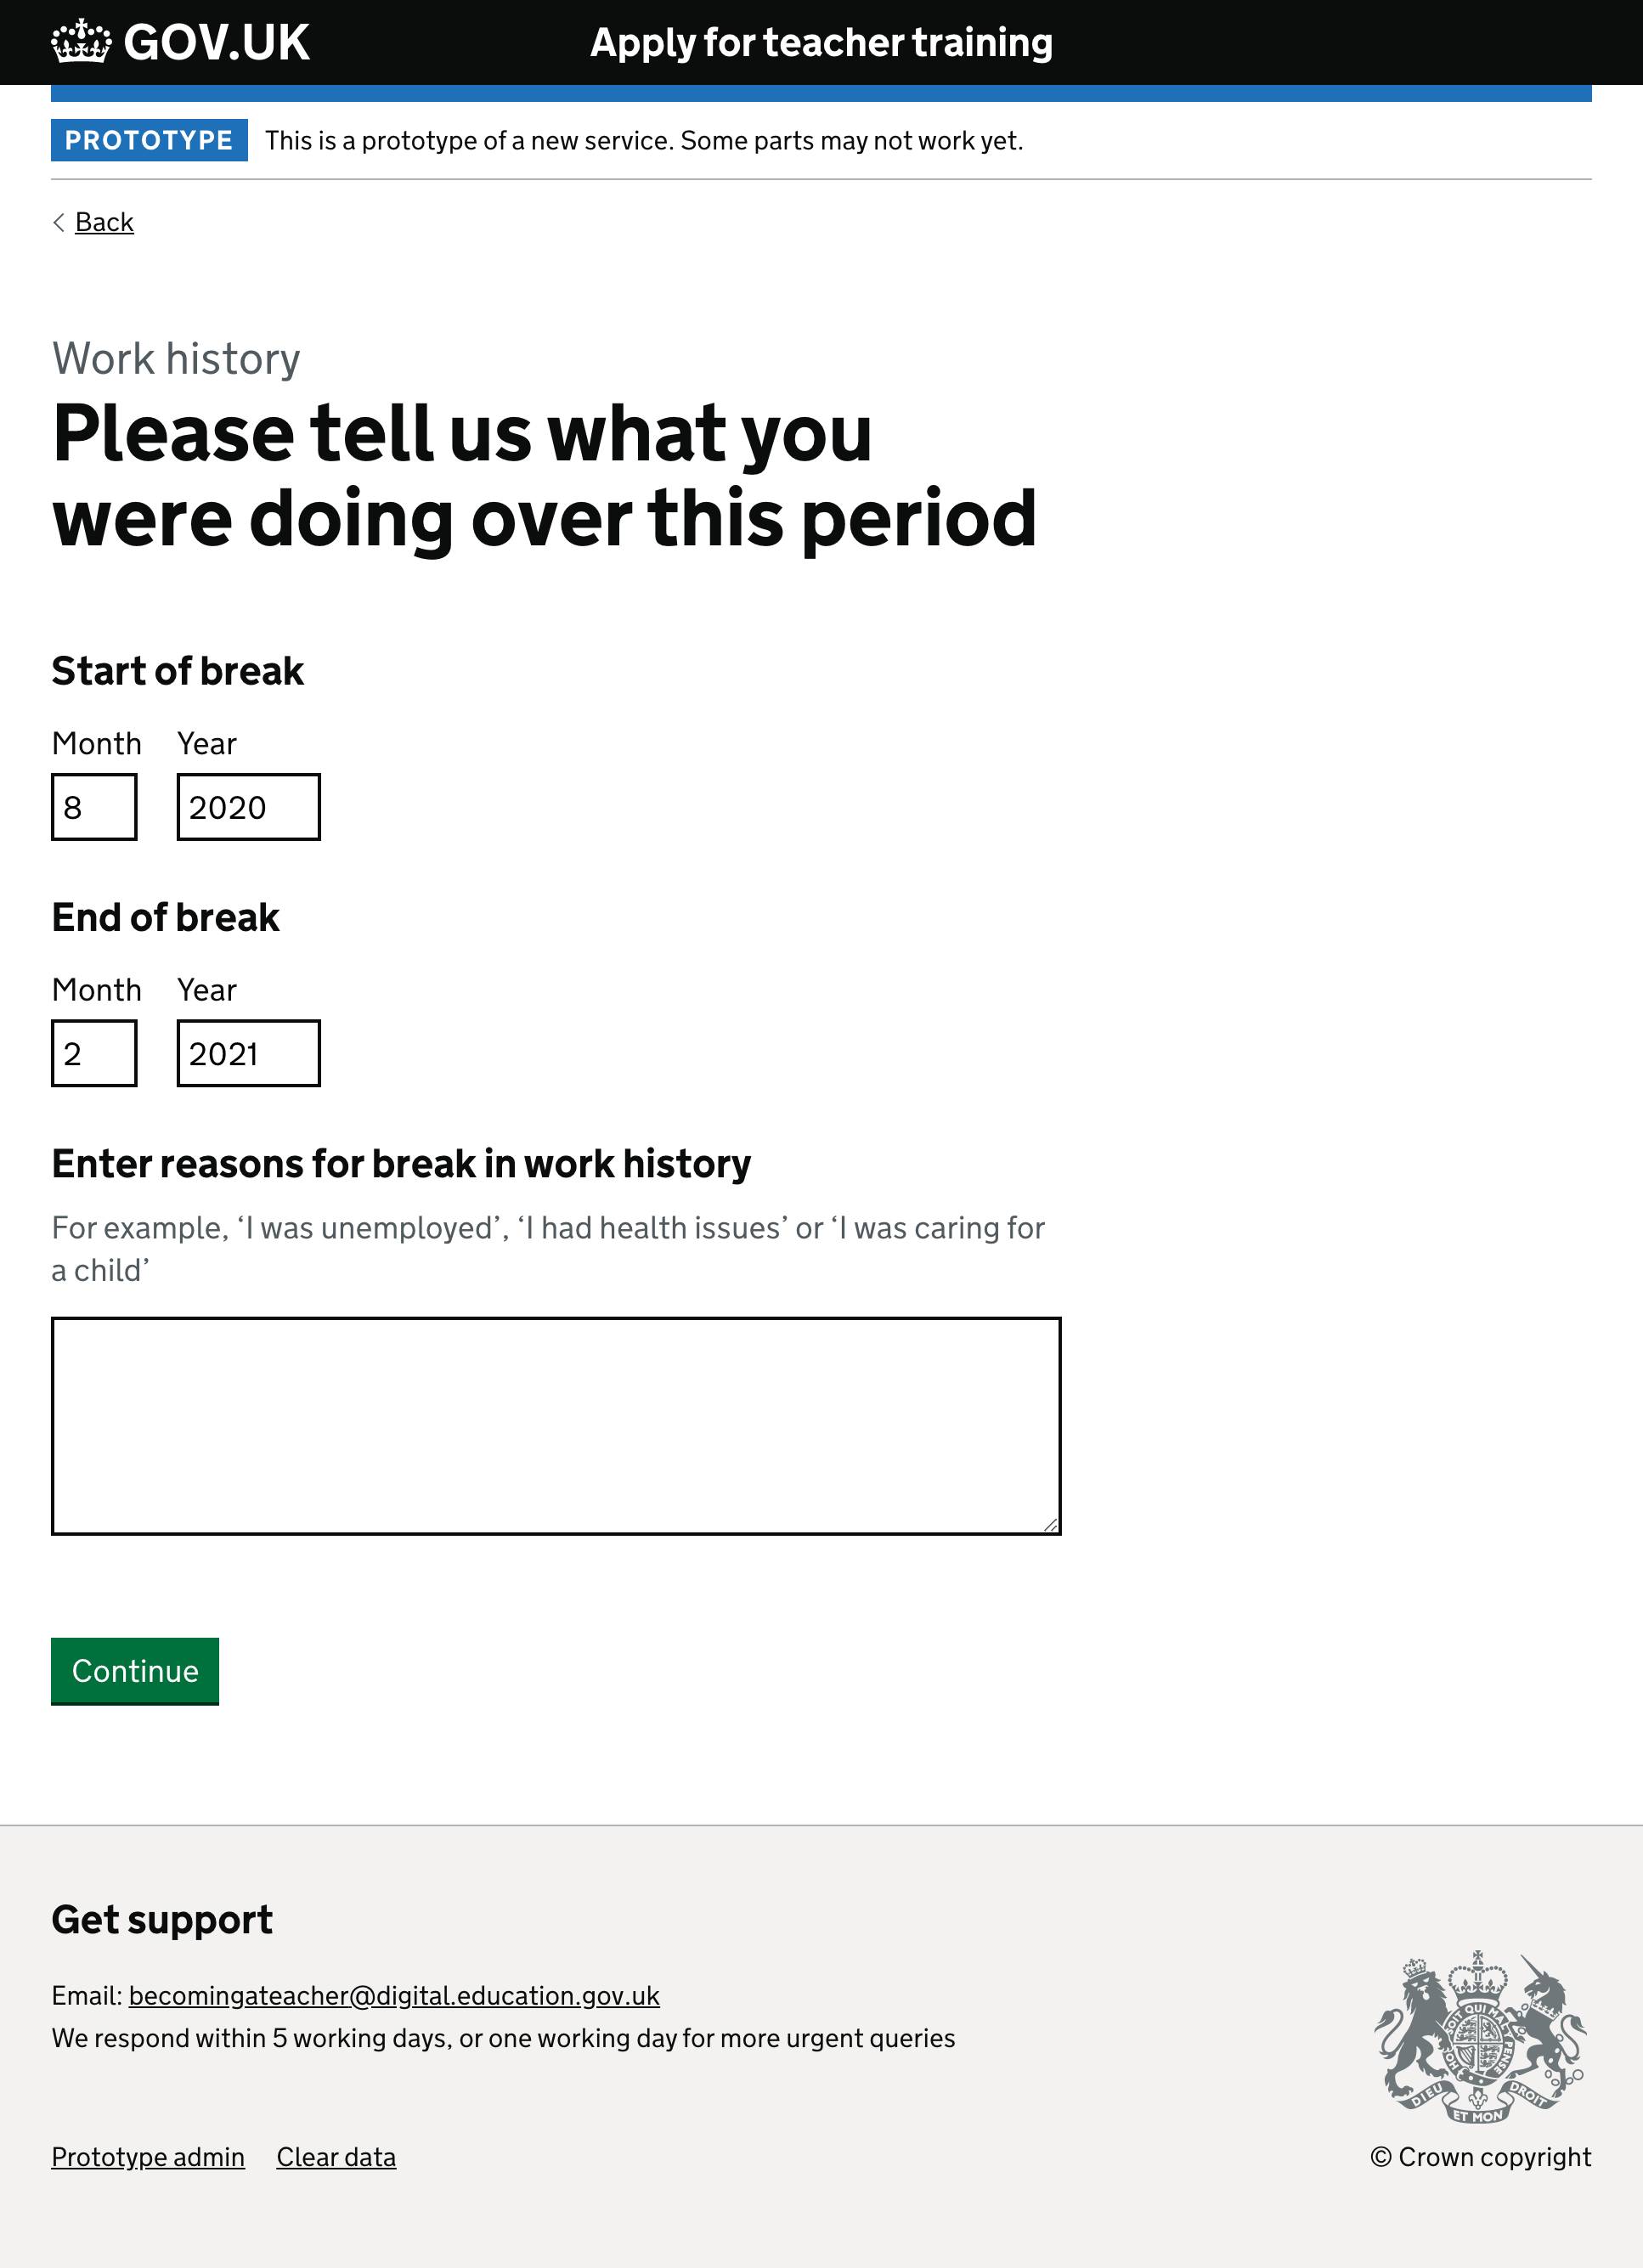 GOV.UK
Apply for teacher training
PROTOTYPE This is a prototype of a new service. Some parts may not work yet.
Back
Work history
Please tell us what you
were doing over this period
Start of break
Month Year
8 2020
End of break
Month Year
2 2021
Enter reasons for break in work history
For example, ‘I was unemployed’, ‘I had health issues’ or ‘I was caring for
a child’
Continue
Get support
Email: becomingateacher@digital.education.gov.uk
We respond within 5 working days, or one working day for more urgent queries
DIEU ET MON DROIT
Prototype admin Clear data
© Crown copyright